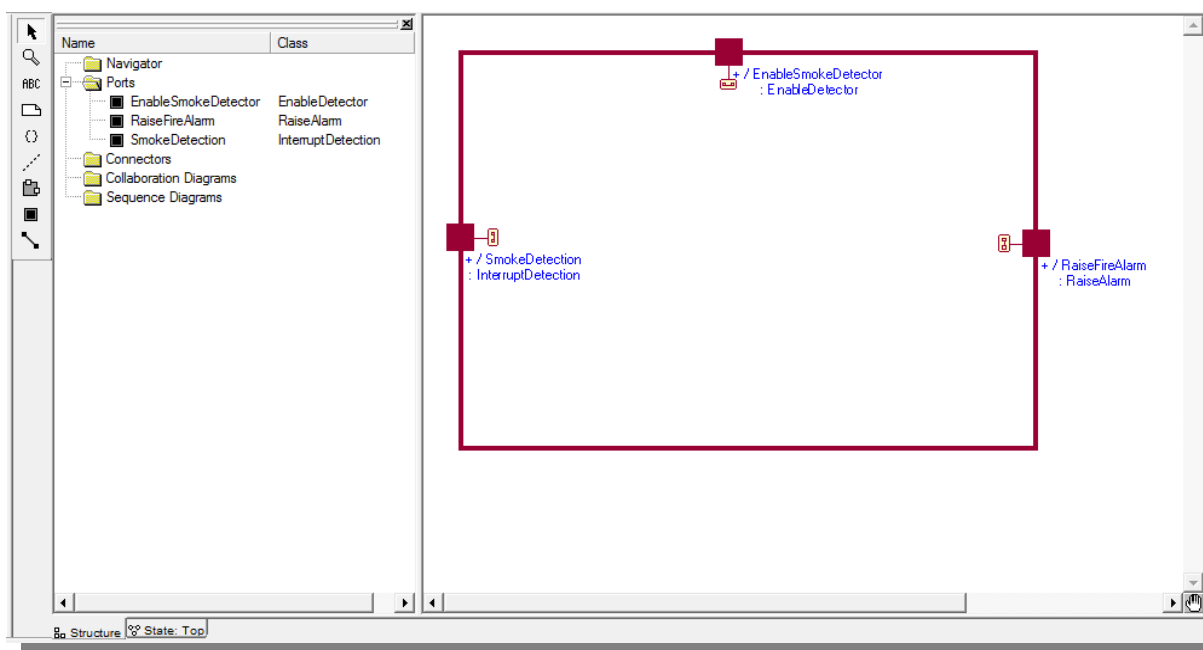 Name Class
Navigator
Ports
EnableSmokeDetector EnableDetector
RaiseFireAlarm RaiseAlarm
SmokeDetection InterruptDetection
Connectors
Collaboration Diagrams
Sequence Diagrams
ABC
+ / EnableSmokeDetector
: EnableDetector
+ / SmokeDetection
: InterruptDetection
+ / RaiseFireAlarm
: RaiseAlarm
Structure State: Top